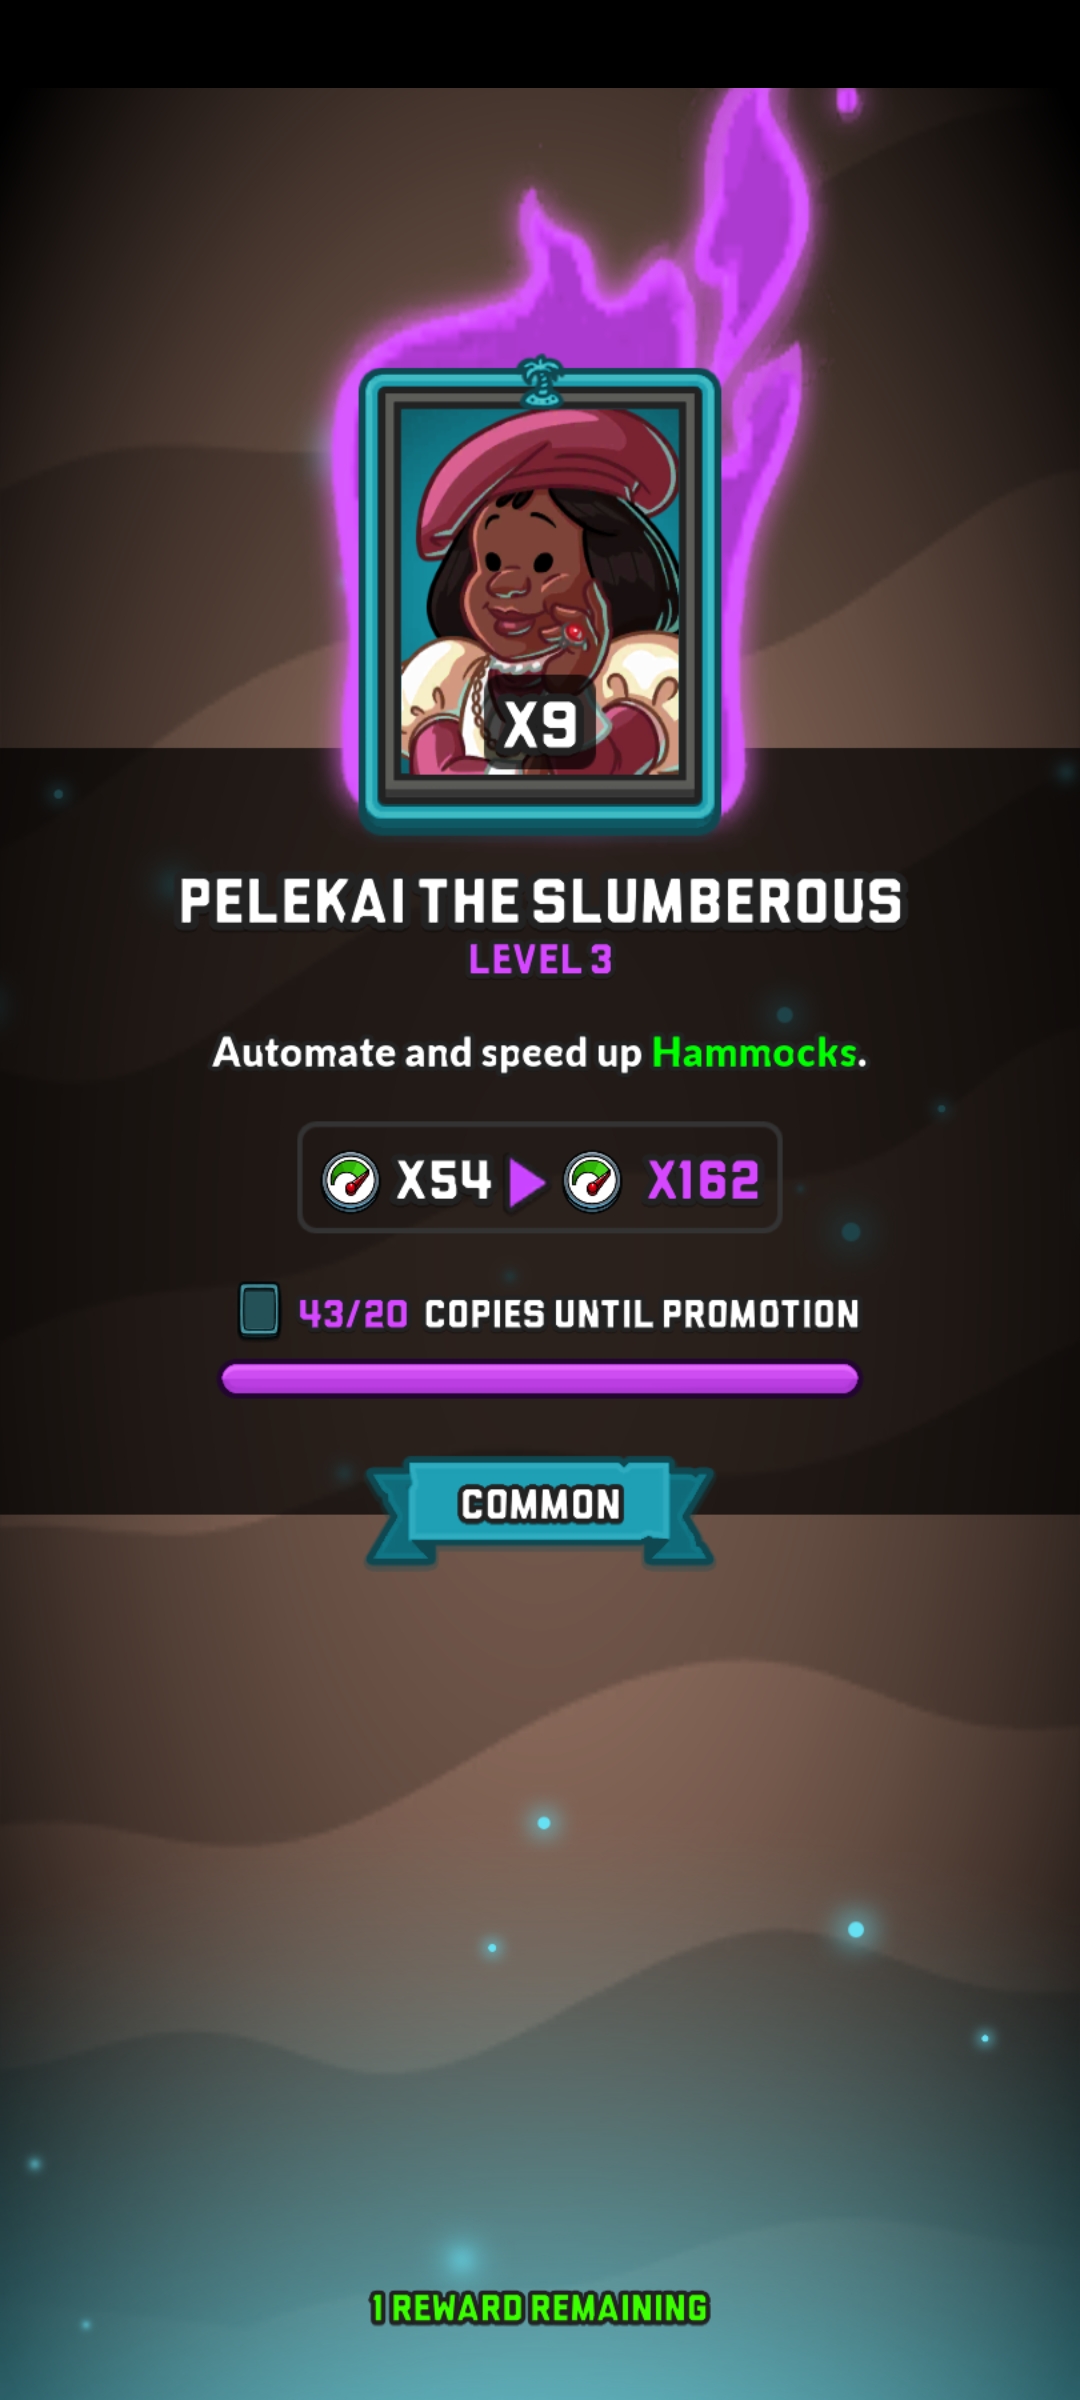 X9
PELEKAI THE SLUMBEROUS
LEVEL 3
Automate and speed up Hammocks.
X54 X162
43/20 COPIES UNTIL PROMOTION
COMMON
1 REWARD REMAINING